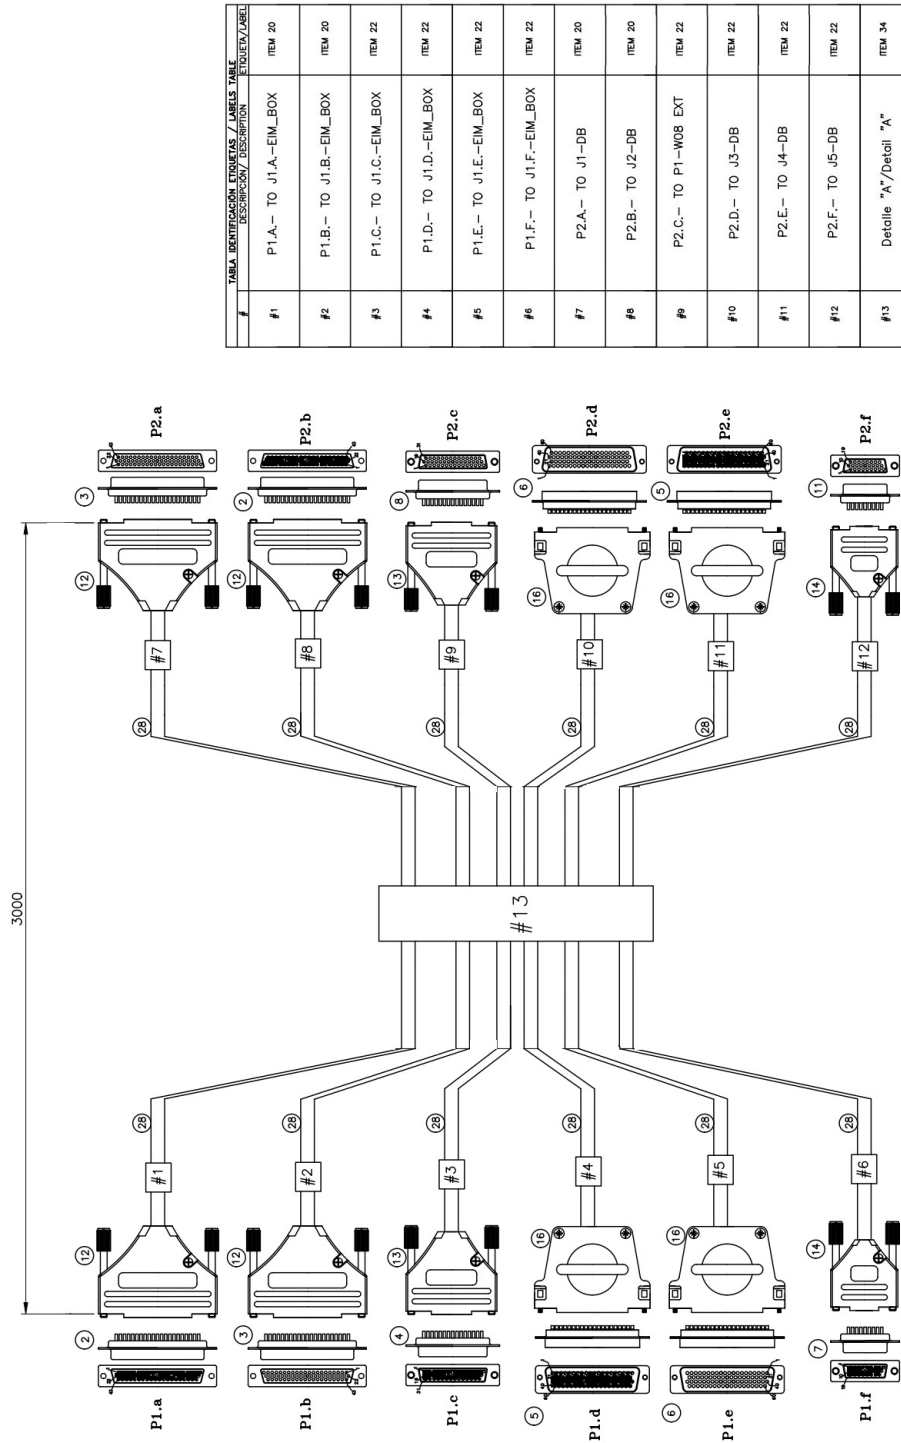 3000
P1.a 2 12 #1 28 28 #7 12 3 P2.a
P1.b 3 12 #2 28 28 #8 12 2 P2.b
P1.c 4 13 #3 28 28 #9 13 8 P2.c
#13
P1.d 5 16 #4 28 28 #10 16 6 P2.d
P1.e 6 16 #5 28 28 #11 16 5 P2.e
P1.f 7 14 #6 28 28 #12 14 11 P2.f
TABLA IDENTIFICACIÓN ETIQUETAS / LABELS TABLE
# DESCRIPCIÓN/ DESCRIPTION ETIQUETA/LABEL
#1 P1.A.- TO J1.A.-EIM_BOX ITEM 20
#2 P1.B.- TO J1.B.-EIM_BOX ITEM 20
#3 P1.C.- TO J1.C.-EIM_BOX ITEM 22
#4 P1.D.- TO J1.D.-EIM_BOX ITEM 22
#5 P1.E.- TO J1.E.-EIM_BOX ITEM 22
#6 P1.F.- TO J1.F.-EIM_BOX ITEM 22
#7 P2.A.- TO J1-DB ITEM 20
#8 P2.B.- TO J2-DB ITEM 20
#9 P2.C.- TO P1-W08 EXT ITEM 22
#10 P2.D.- TO J3-DB ITEM 22
#11 P2.E.- TO J4-DB ITEM 22
#12 P2.F.- TO J5-DB ITEM 22
#13 Detalle "A"/Detail "A" ITEM 34